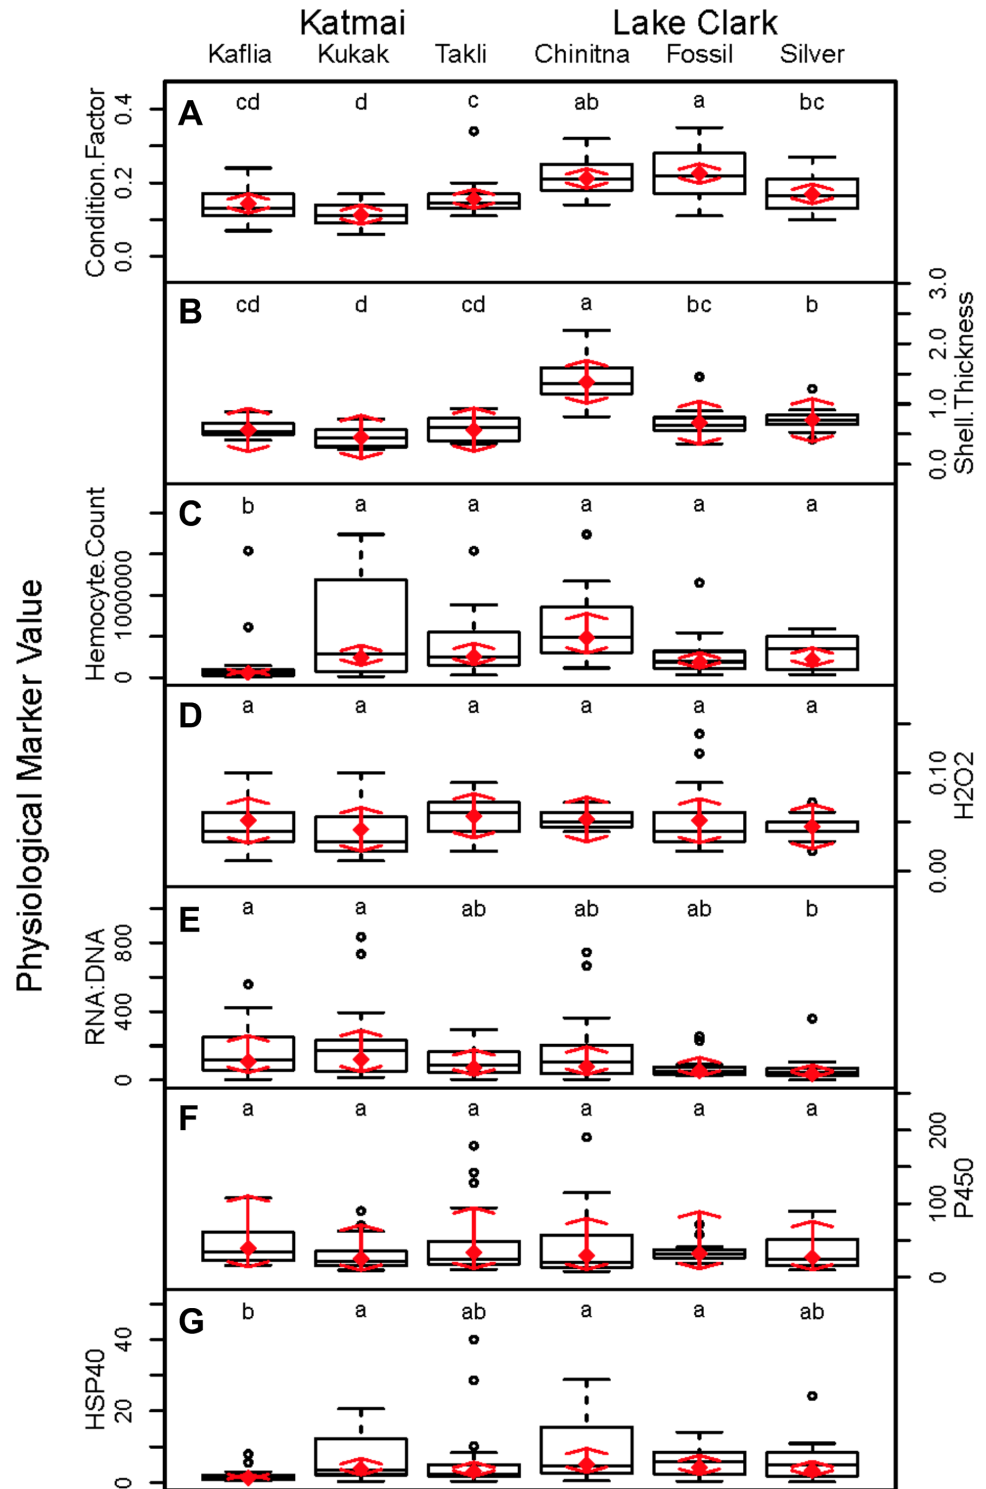 Katmai Lake Clark
Kaflia Kukak Takli Chinitna Fossil Silver
Physiological Marker Value
A cd d c ab a bc
Condition.Factor
0.0 0.2 0.4
B cd d cd a bc b
Shell.Thickness
0.0 1.0 2.0 3.0
C b a a a a a
Hemocyte.Count
0 1000000
D a a a a a a
H2O2
0.00 0.10
E a a ab ab ab b
RNA:DNA
0 400 800
F a a a a a a
P450
0 100 200
G b a ab a a ab
HSP40
0 20 40